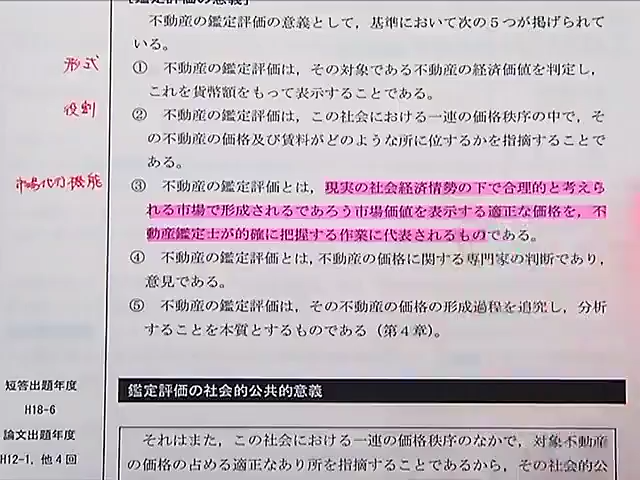 [鑑定評価の意義]
不動産の鑑定評価の意義として，基準において次の５つが掲げられて
いる。
形式
① 不動産の鑑定評価は，その対象である不動産の経済価値を判定し，
これを貨幣額をもって表示することである。
役割
② 不動産の鑑定評価は，この社会における一連の価格秩序の中で，そ
の不動産の価格及び賃料がどのような所に位するかを指摘することで
ある。
市場代行機能
③ 不動産の鑑定評価とは，現実の社会経済情勢の下で合理的と考えら
れる市場で形成されるであろう市場価値を表示する適正な価格を，不
動産鑑定士が的確に把握する作業に代表されるものである。
④ 不動産の鑑定評価とは，不動産の価格に関する専門家の判断であり，
意見である。
⑤ 不動産の鑑定評価は，その不動産の価格の形成過程を追究し，分析
することを本質とするものである（第４章）。
短答出題年度
H18-6
論文出題年度
H12-1，他４回
鑑定評価の社会的公共的意義
それはまた，この社会における一連の価格秩序のなかで，対象不動産
の価格の占める適正なあり所を指摘することであるから，その社会的公